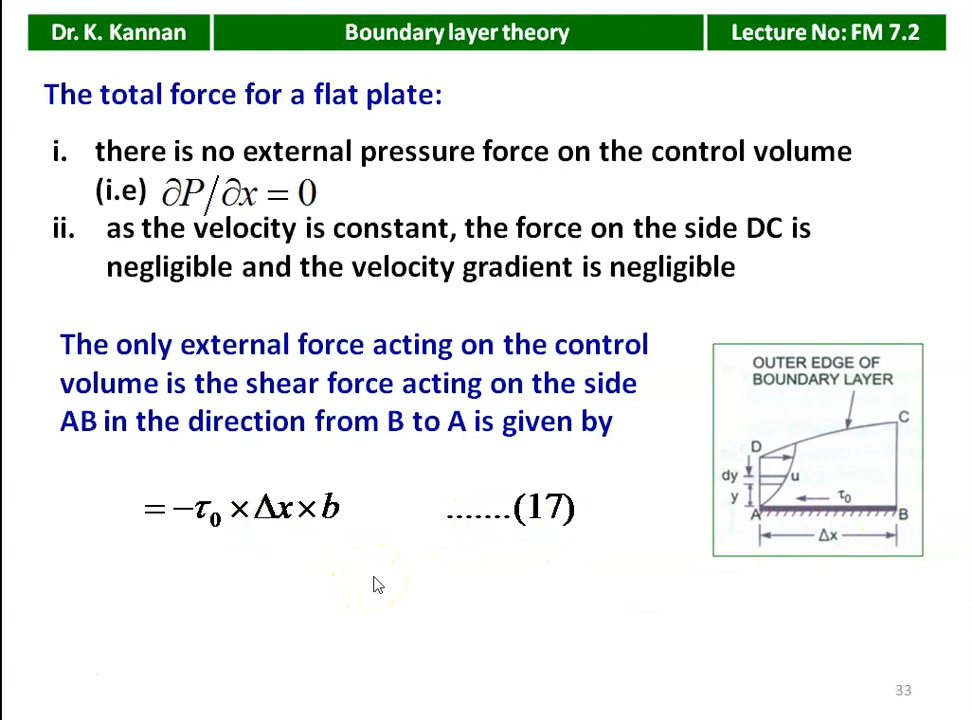 Dr. K. Kannan
Boundary layer theory
Lecture No: FM 7.2
The total force for a flat plate:
i. there is no external pressure force on the control volume
(i.e) ∂P/∂x = 0
ii. as the velocity is constant, the force on the side DC is
negligible and the velocity gradient is negligible
The only external force acting on the control
volume is the shear force acting on the side
AB in the direction from B to A is given by
= −τ₀ × Δx × b .......(17)
OUTER EDGE OF
BOUNDARY LAYER
C
D
dy
u
y
τ₀
A
B
Δx
33